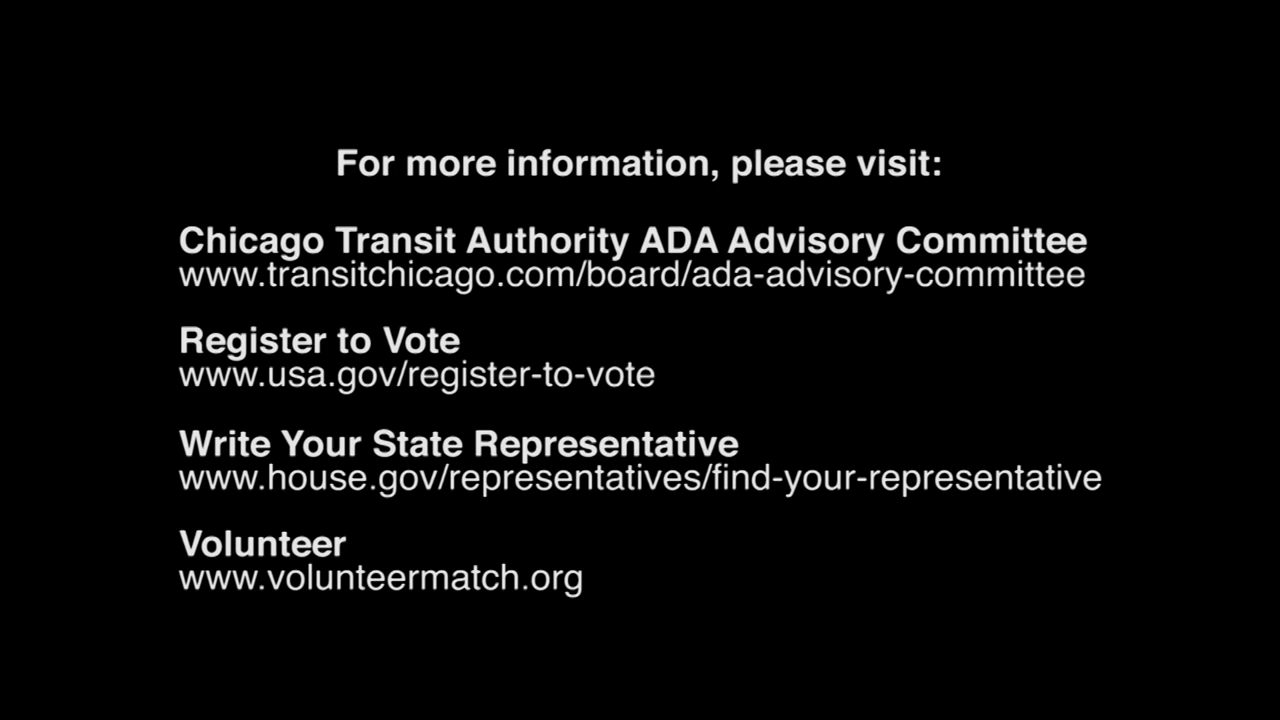 For more information, please visit:
Chicago Transit Authority ADA Advisory Committee
www.transitchicago.com/board/ada-advisory-committee
Register to Vote
www.usa.gov/register-to-vote
Write Your State Representative
www.house.gov/representatives/find-your-representative
Volunteer
www.volunteermatch.org